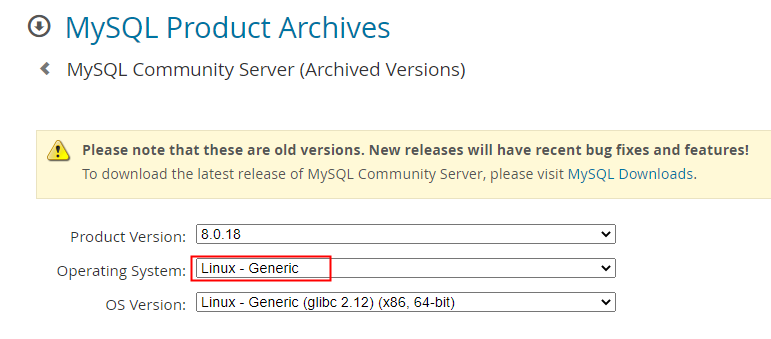 MySQL Product Archives
MySQL Community Server (Archived Versions)
Please note that these are old versions. New releases will have recent bug fixes and features!
To download the latest release of MySQL Community Server, please visit MySQL Downloads.
Product Version: 8.0.18
Operating System: Linux - Generic
OS Version: Linux - Generic (glibc 2.12) (x86, 64-bit)